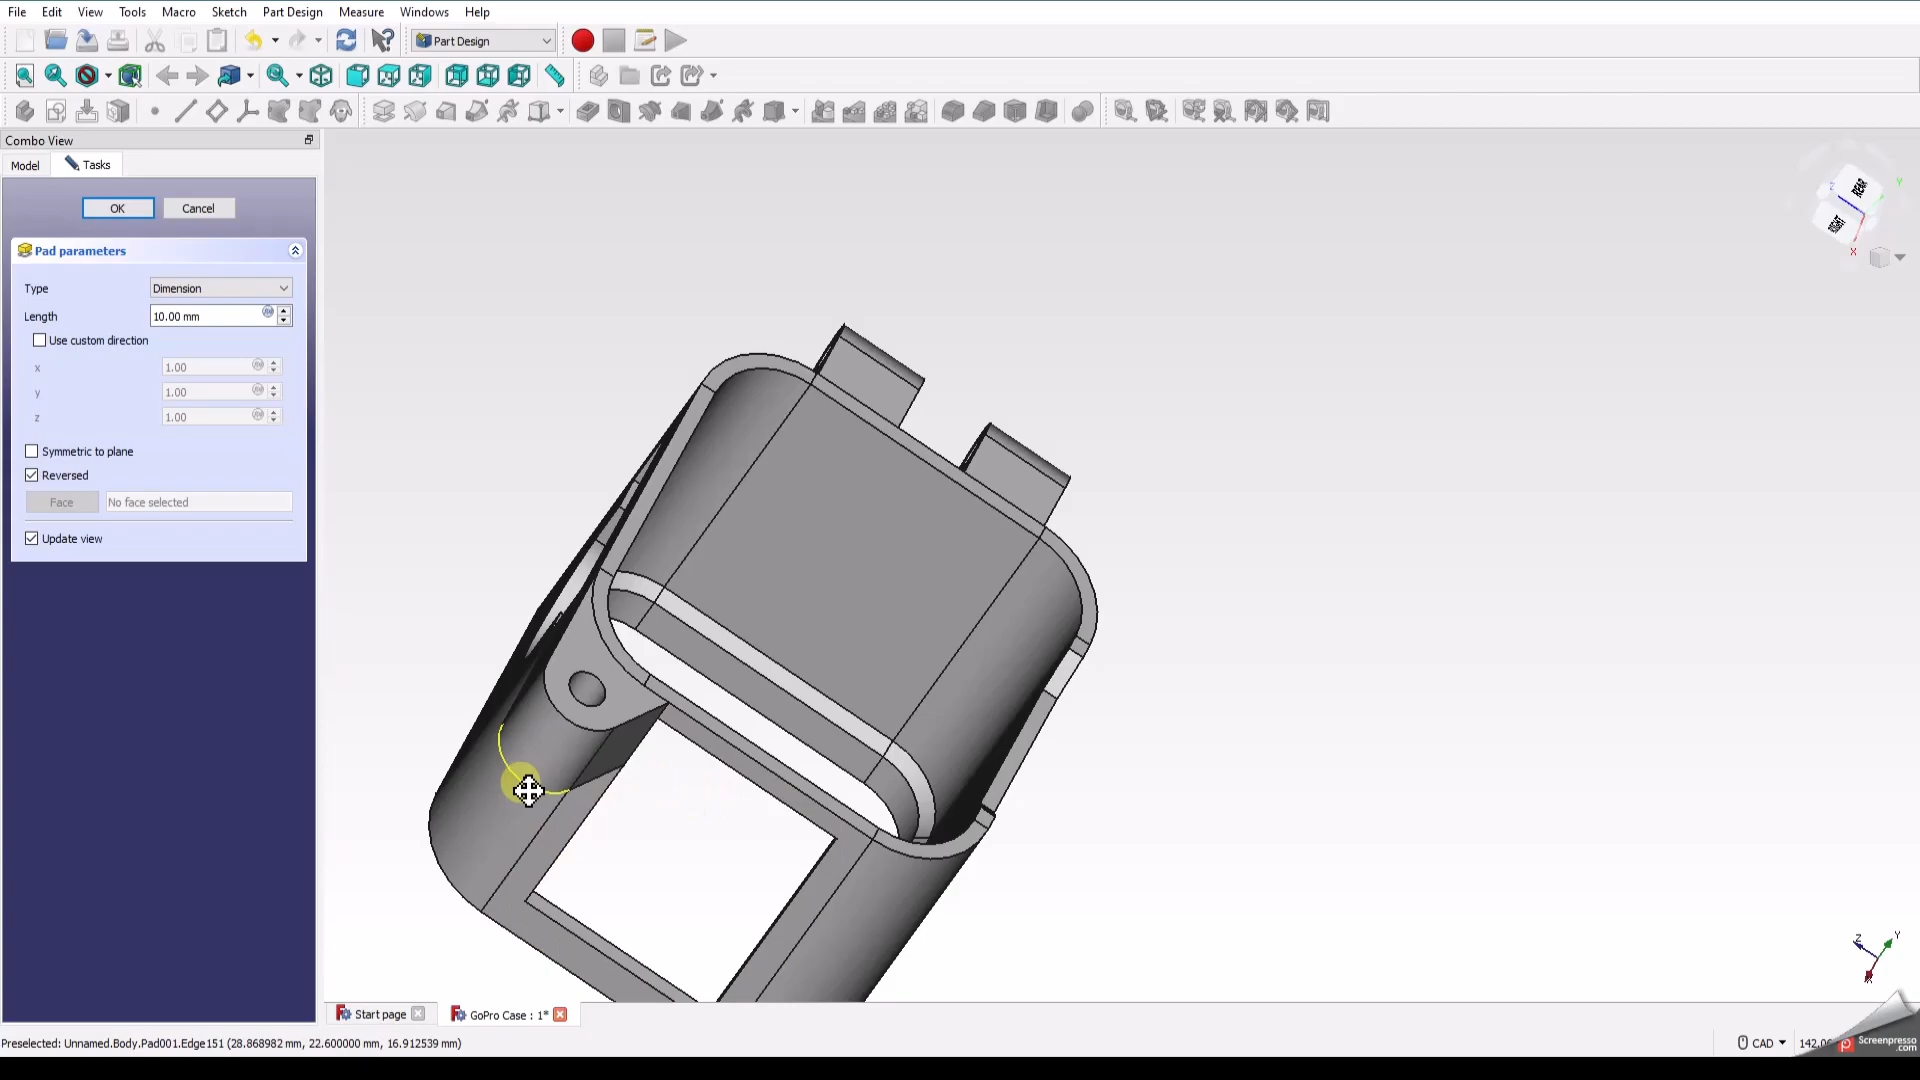 File Edit View Tools Macro Sketch Part Design Measure Windows Help
Part Design
Combo View
Model Tasks
OK Cancel
Pad parameters
Type Dimension
Length 10.00 mm
Use custom direction
x 1.00
y 1.00
z 1.00
Symmetric to plane
Reversed
Face No face selected
Update view
REAR
RIGHT
Z
Y
X
Z
Y
X
Start page GoPro Case : 1*
Preselected: Unnamed.Body.Pad001.Edge151 (28.868982 mm, 22.600000 mm, 16.912539 mm)
CAD
Screenpresso
.com